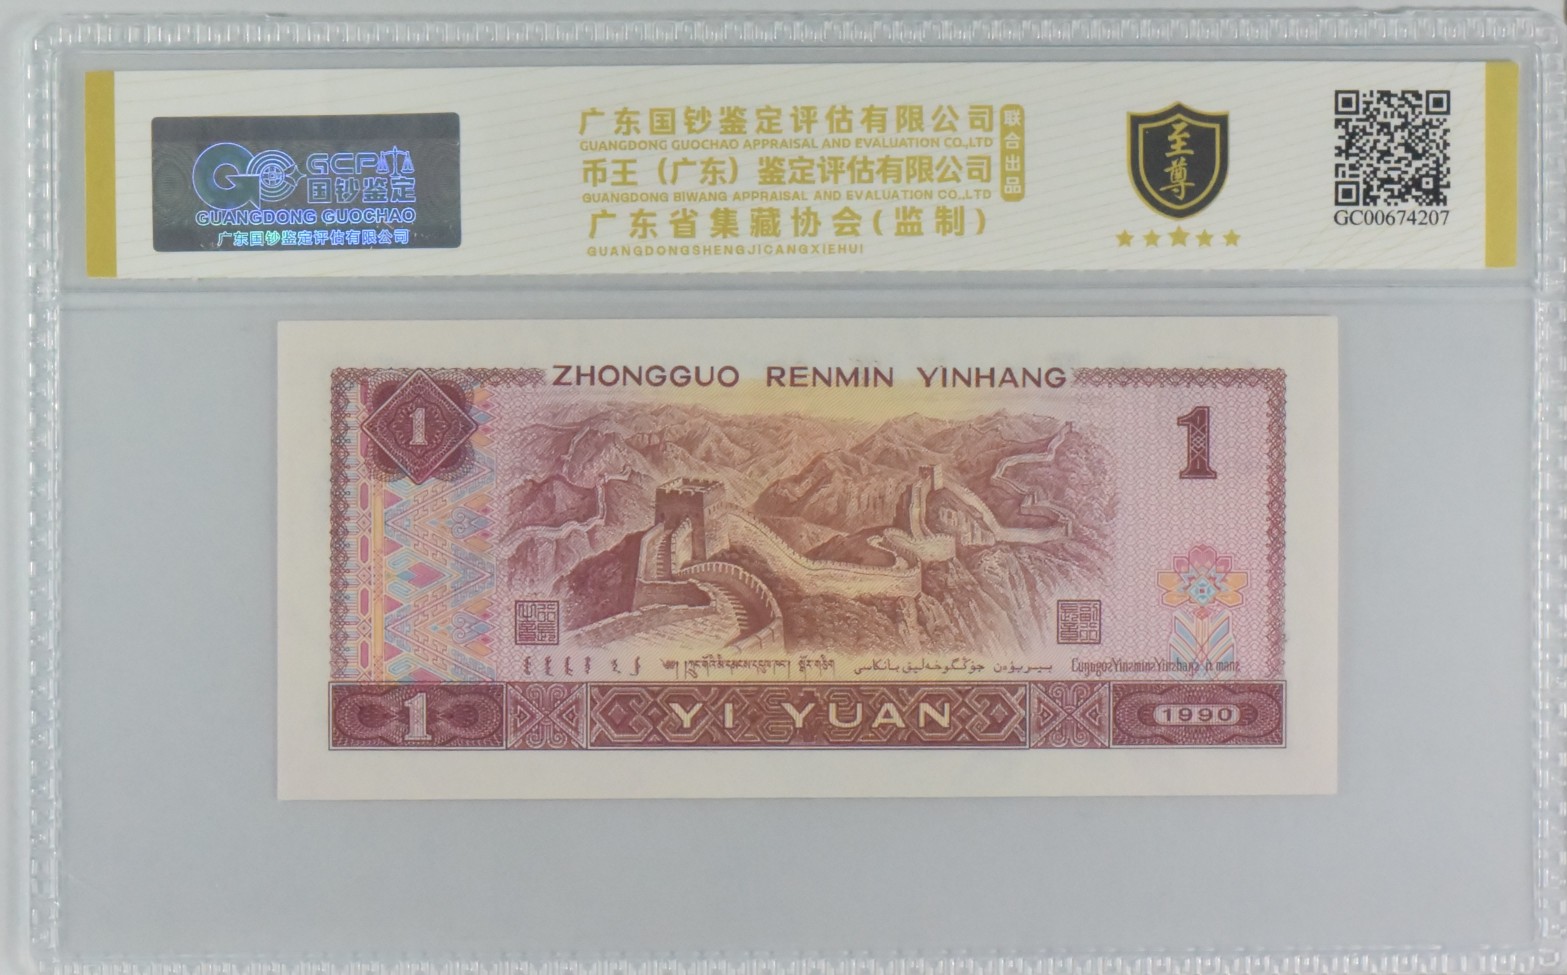 GCP
国钞鉴定
GUANGDONG GUOCHAO
广东国钞鉴定评估有限公司
广东国钞鉴定评估有限公司
GUANGDONG GUOCHAO APPRAISAL AND EVALUATION CO.,LTD
币王（广东）鉴定评估有限公司
GUANGDONG BIWANG APPRAISAL AND EVALUATION CO.,LTD
广东省集藏协会(监制)
GUANGDONGSHENGJICANGXIEHUI
联合出品
至尊
GC00674207
ZHONGGUO RENMIN YINHANG
1
1
1
YI YUAN
1990